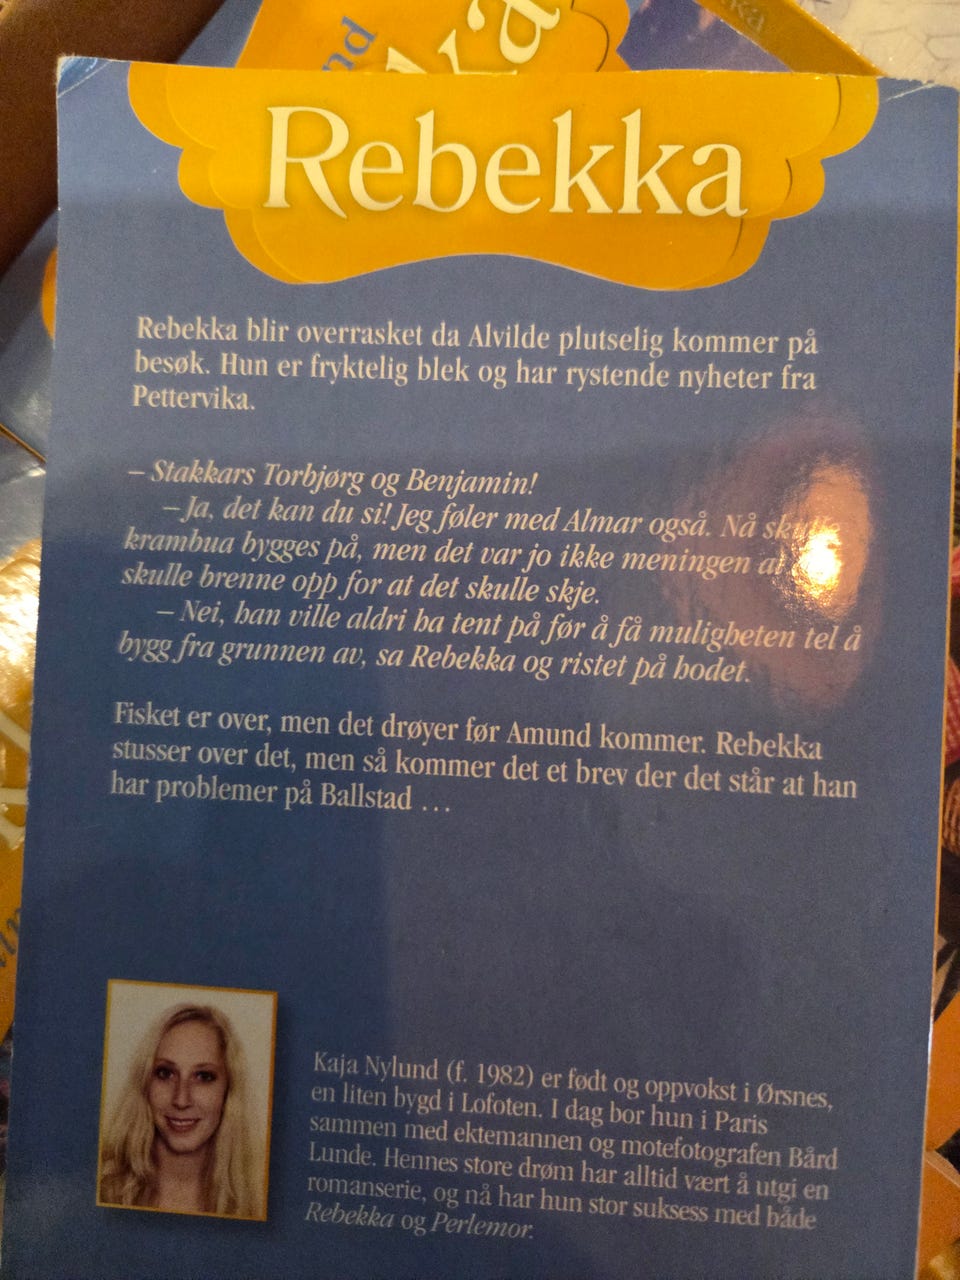 nd
ka
ka
Rebekka
Rebekka blir overrasket da Alvilde plutselig kommer på
besøk. Hun er fryktelig blek og har rystende nyheter fra
Pettervika.
– Stakkars Torbjørg og Benjamin!
– Ja, det kan du si! Jeg føler med Almar også. Nå skulle
krambua bygges på, men det var jo ikke meningen at
skulle brenne opp for at det skulle skje.
– Nei, han ville aldri ha tent på før å få muligheten tel å
bygg fra grunnen av, sa Rebekka og ristet på hodet.
Fisket er over, men det drøyer før Amund kommer. Rebekka
stusser over det, men så kommer det et brev der det står at han
har problemer på Ballstad …
Kaja Nylund (f. 1982) er født og oppvokst i Ørsnes,
en liten bygd i Lofoten. I dag bor hun i Paris
sammen med ektemannen og motefotografen Bård
Lunde. Hennes store drøm har alltid vært å utgi en
romanserie, og nå har hun stor suksess med både
Rebekka og Perlemor.